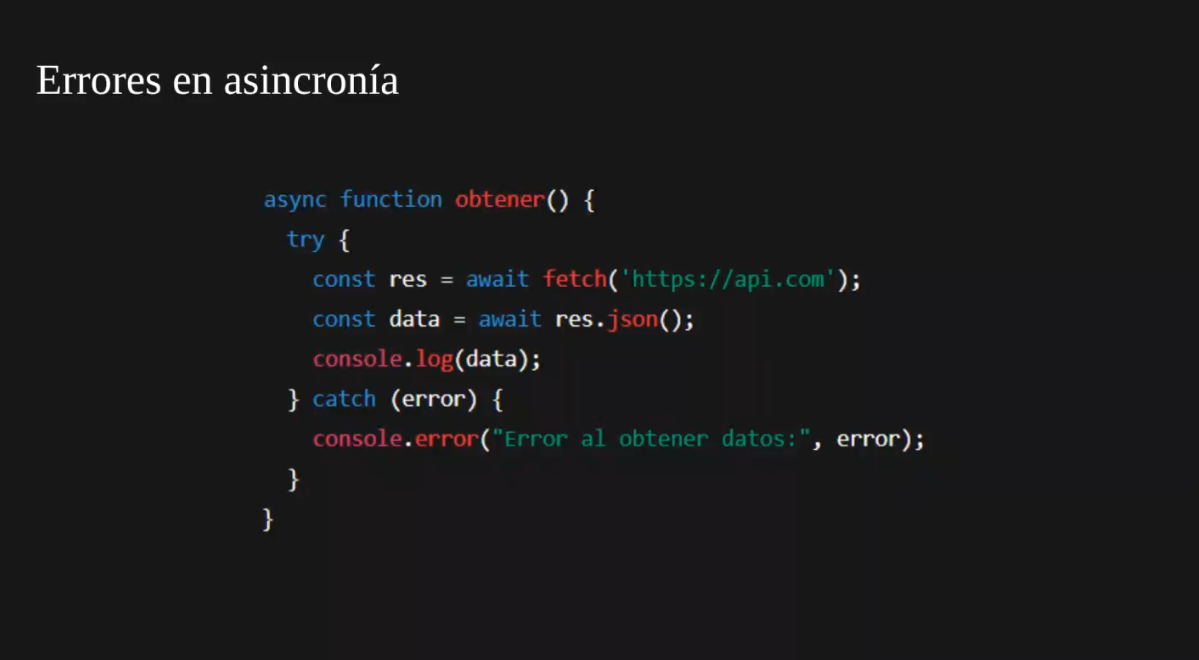 Errores en asincronía
async function obtener() {
  try {
    const res = await fetch('https://api.com');
    const data = await res.json();
    console.log(data);
  } catch (error) {
    console.error("Error al obtener datos:", error);
  }
}